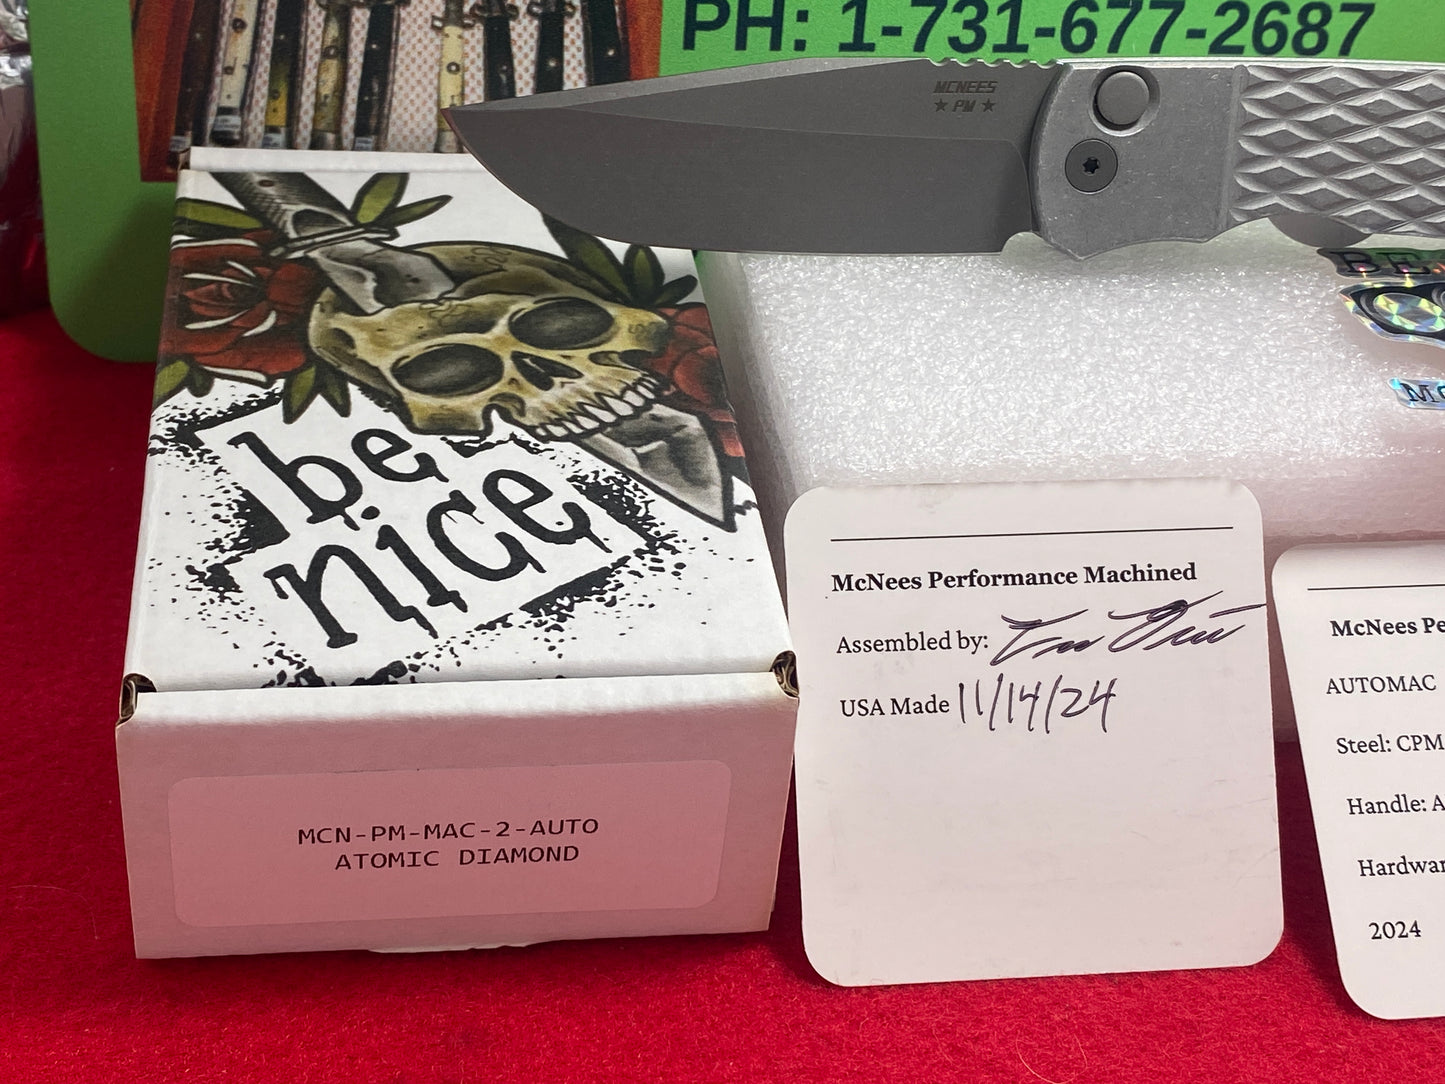 PH: 1-731-677-2687
MCNEES
★ PM ★
be
nice
McNees Performance Machined
Assembled by:
USA Made 11/14/24
MCN-PM-MAC-2-AUTO
ATOMIC DIAMOND
McNees
AUTOMAC
Steel: CPM
Handle:
2024